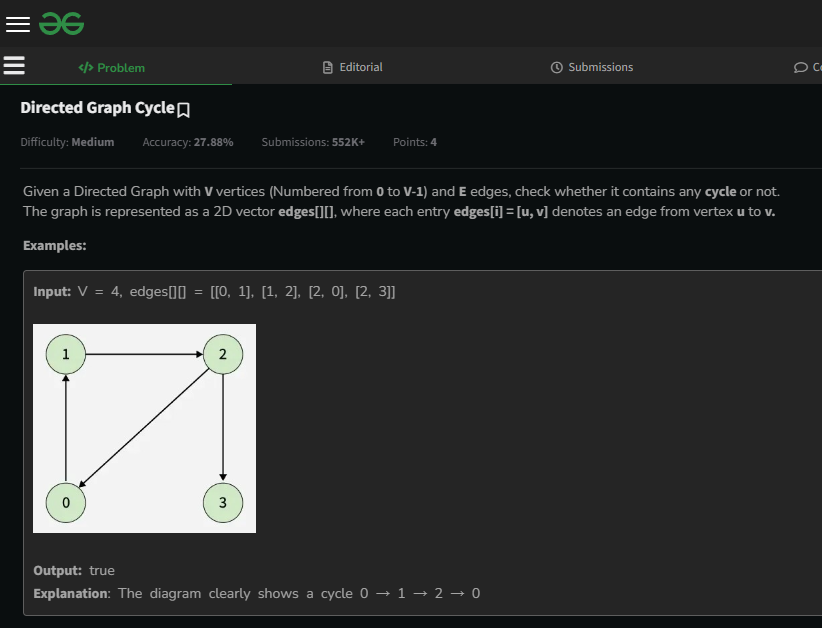 Problem
Editorial
Submissions
Directed Graph Cycle
Difficulty: Medium Accuracy: 27.88% Submissions: 552K+ Points: 4
Given a Directed Graph with V vertices (Numbered from 0 to V-1) and E edges, check whether it contains any cycle or not.
The graph is represented as a 2D vector edges[][], where each entry edges[i] = [u, v] denotes an edge from vertex u to v.
Examples:
Input: V = 4, edges[][] = [[0, 1], [1, 2], [2, 0], [2, 3]]
1 2
0 3
Output: true
Explanation: The diagram clearly shows a cycle 0 → 1 → 2 → 0